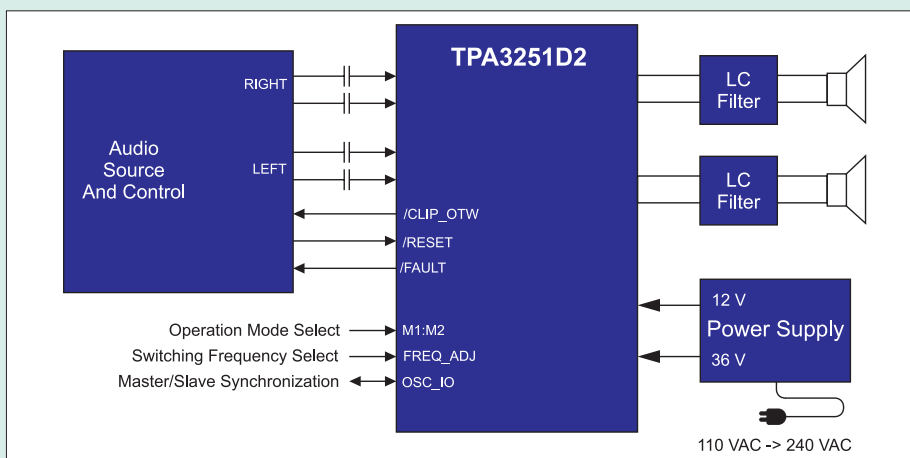 TPA3251D2
RIGHT
LEFT
Audio
Source
And Control
/CLIP_OTW
/RESET
/FAULT
Operation Mode Select
M1:M2
Switching Frequency Select
FREQ_ADJ
Master/Slave Synchronization
OSC_IO
LC
Filter
LC
Filter
12 V
Power Supply
36 V
110 VAC -> 240 VAC